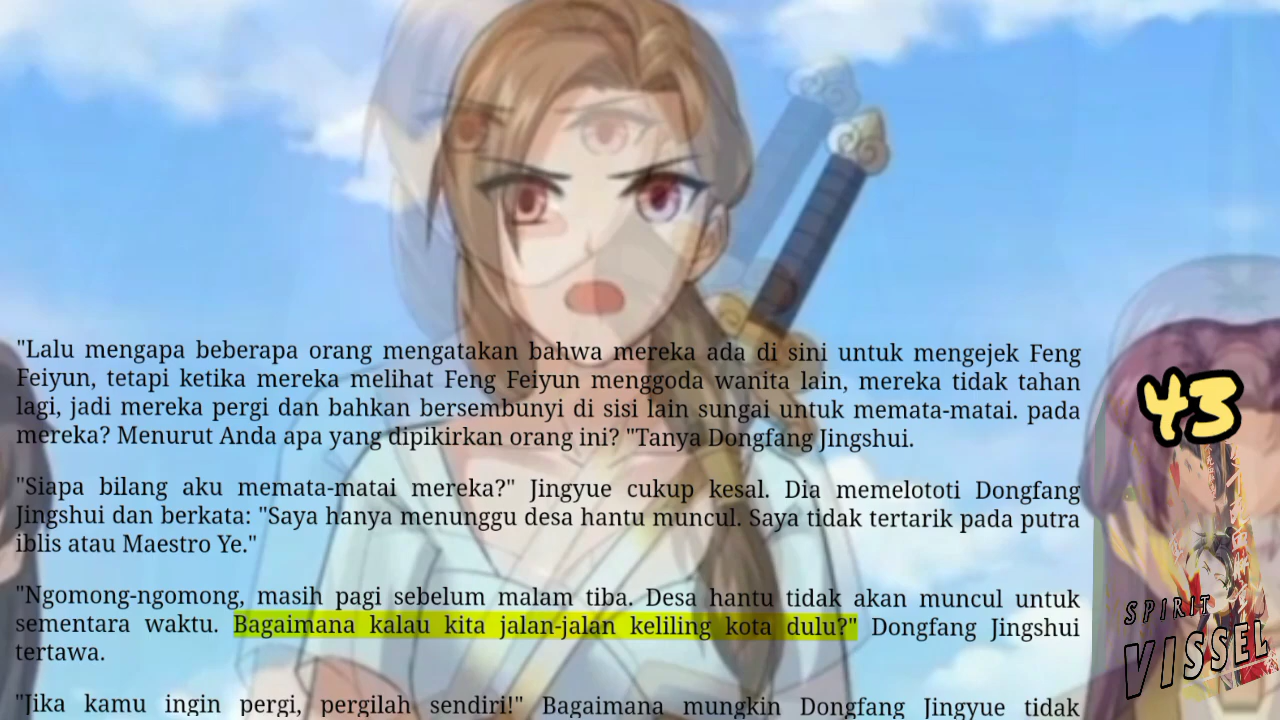 "Lalu mengapa beberapa orang mengatakan bahwa mereka ada di sini untuk mengejek Feng
Feiyun, tetapi ketika mereka melihat Feng Feiyun menggoda wanita lain, mereka tidak tahan
lagi, jadi mereka pergi dan bahkan bersembunyi di sisi lain sungai untuk memata-matai. pada
mereka? Menurut Anda apa yang dipikirkan orang ini? "Tanya Dongfang Jingshui.
"Siapa bilang aku memata-matai mereka?" Jingyue cukup kesal. Dia memelototi Dongfang
Jingshui dan berkata: "Saya hanya menunggu desa hantu muncul. Saya tidak tertarik pada putra
iblis atau Maestro Ye."
"Ngomong-ngomong, masih pagi sebelum malam tiba. Desa hantu tidak akan muncul untuk
sementara waktu. Bagaimana kalau kita jalan-jalan keliling kota dulu?" Dongfang Jingshui
tertawa.
"Jika kamu ingin pergi, pergilah sendiri!" Bagaimana mungkin Dongfang Jingyue tidak
43
SPIRIT
VISSEL